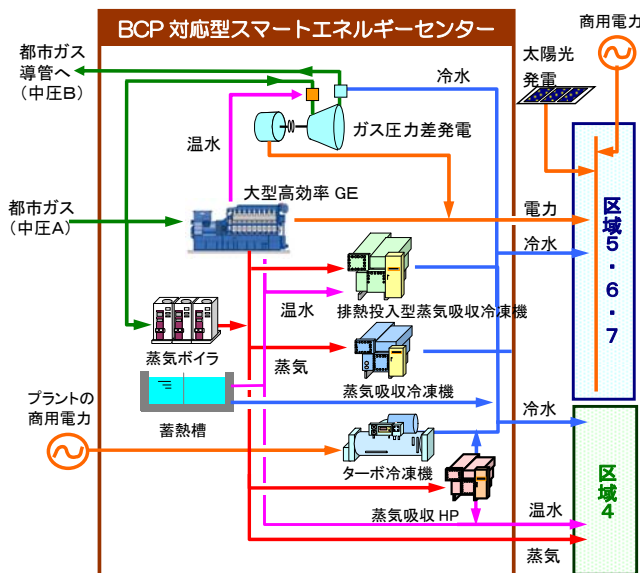 BCP 対応型スマートエネルギーセンター
商用電力
都市ガス
導管へ
（中圧B）
冷水
太陽光
発電
ガス圧力差発電
温水
大型高効率 GE
都市ガス
（中圧A）
電力
冷水
区域
5・6・7
温水
排熱投入型蒸気吸収冷凍機
蒸気ボイラ
蒸気
蒸気吸収冷凍機
プラントの
商用電力
蓄熱槽
冷水
ターボ冷凍機
区域
4
蒸気吸収 HP
温水
蒸気